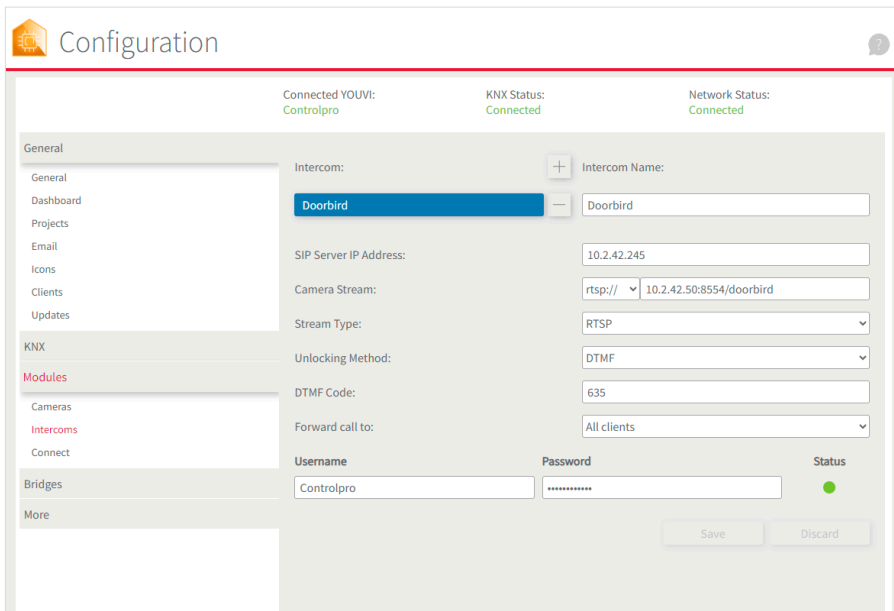 Configuration
?
Connected YOUVI:
KNX Status:
Network Status:
Controlpro
Connected
Connected
General
General
Dashboard
Projects
Email
Icons
Clients
Updates
KNX
Modules
Cameras
Intercoms
Connect
Bridges
More
Intercom:
+
Intercom Name:
Doorbird
—
Doorbird
SIP Server IP Address:
10.2.42.245
Camera Stream:
rtsp://
10.2.42.50:8554/doorbird
Stream Type:
RTSP
Unlocking Method:
DTMF
DTMF Code:
635
Forward call to:
All clients
Username
Password
Status
Controlpro
••••••••••••
Save
Discard